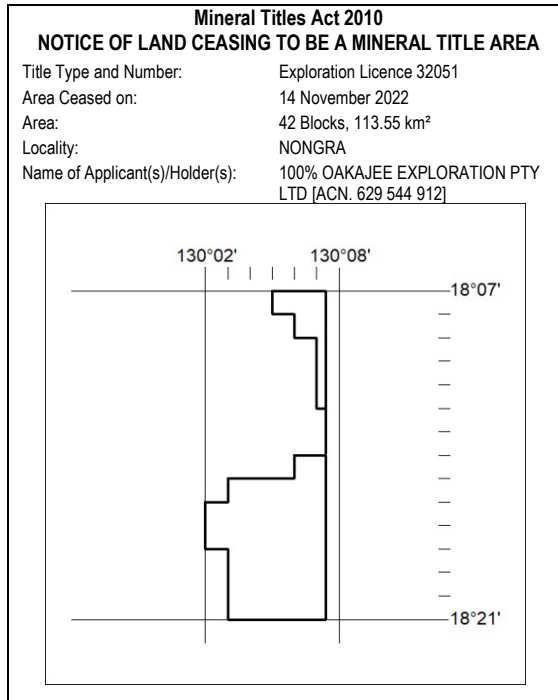 Mineral Titles Act 2010
NOTICE OF LAND CEASING TO BE A MINERAL TITLE AREA
Title Type and Number: Exploration Licence 32051
Area Ceased on: 14 November 2022
Area: 42 Blocks, 113.55 km²
Locality: NONGRA
Name of Applicant(s)/Holder(s): 100% OAKAJEE EXPLORATION PTY
LTD [ACN. 629 544 912]
130°02' 130°08'
18°07'
18°21'